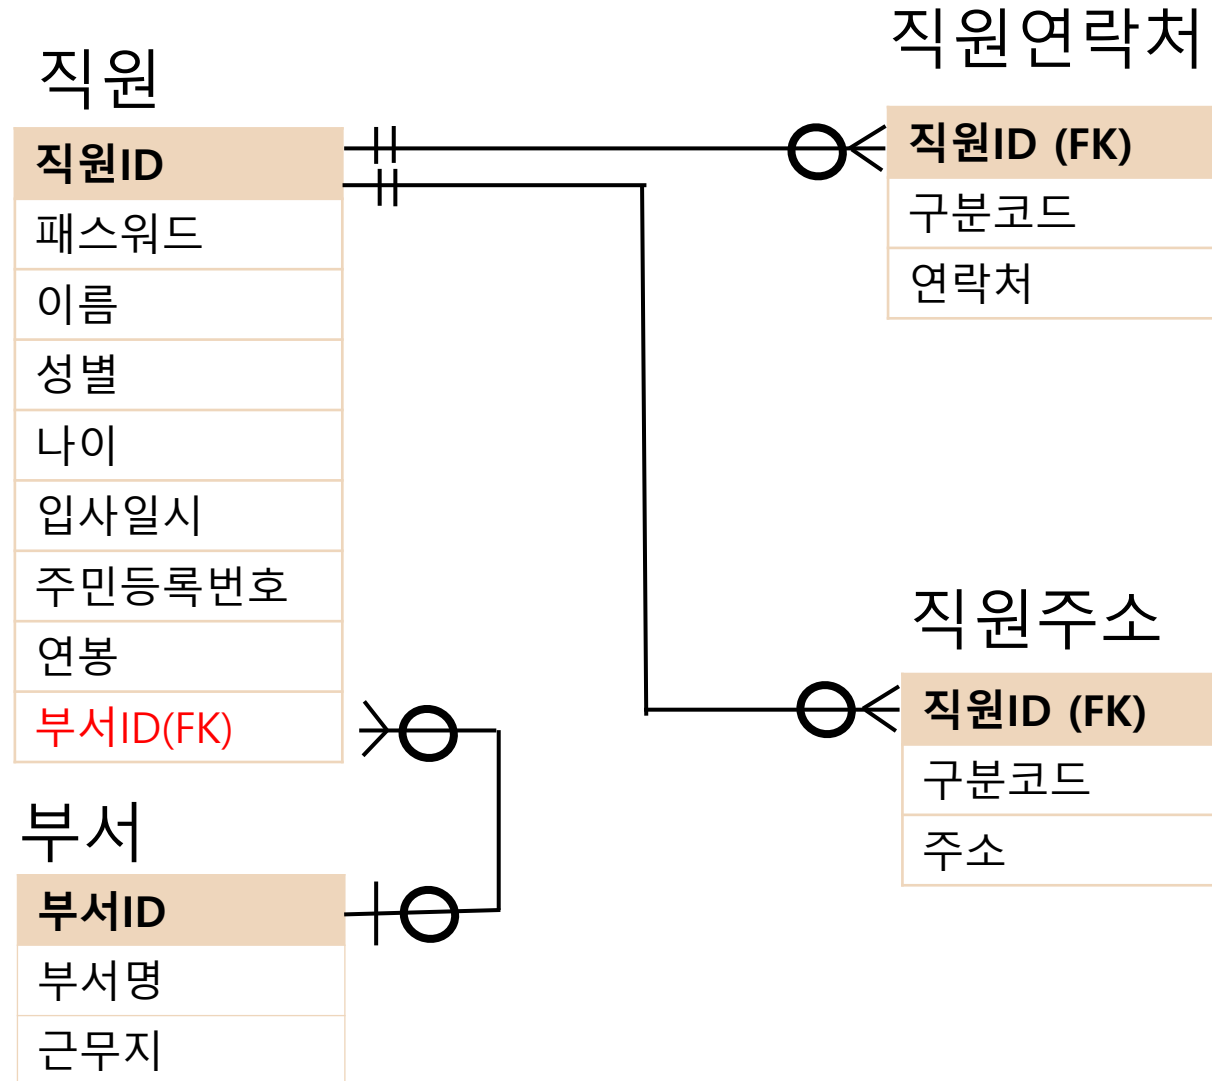 직원
직원ID
패스워드
이름
성별
나이
입사일시
주민등록번호
연봉
부서ID(FK)
부서
부서ID
부서명
근무지
직원연락처
직원ID (FK)
구분코드
연락처
직원주소
직원ID (FK)
구분코드
주소